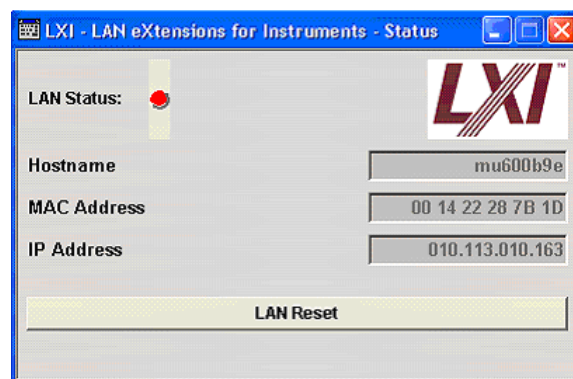 LXI - LAN eXtensions for Instruments - Status
LAN Status:
LXI™
Hostname mu600b9e
MAC Address 00 14 22 28 7B 1D
IP Address 010.113.010.163
LAN Reset